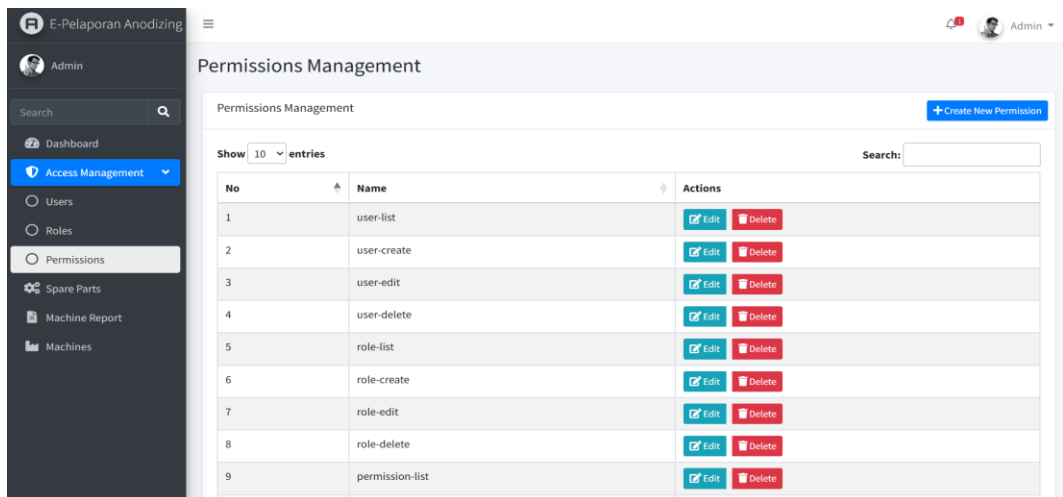 E-Pelaporan Anodizing
1
Admin
Admin
Search
Dashboard
Access Management
Users
Roles
Permissions
Spare Parts
Machine Report
Machines
Permissions Management
Permissions Management
Create New Permission
Show 10 entries
Search:
No Name Actions
1 user-list Edit Delete
2 user-create Edit Delete
3 user-edit Edit Delete
4 user-delete Edit Delete
5 role-list Edit Delete
6 role-create Edit Delete
7 role-edit Edit Delete
8 role-delete Edit Delete
9 permission-list Edit Delete